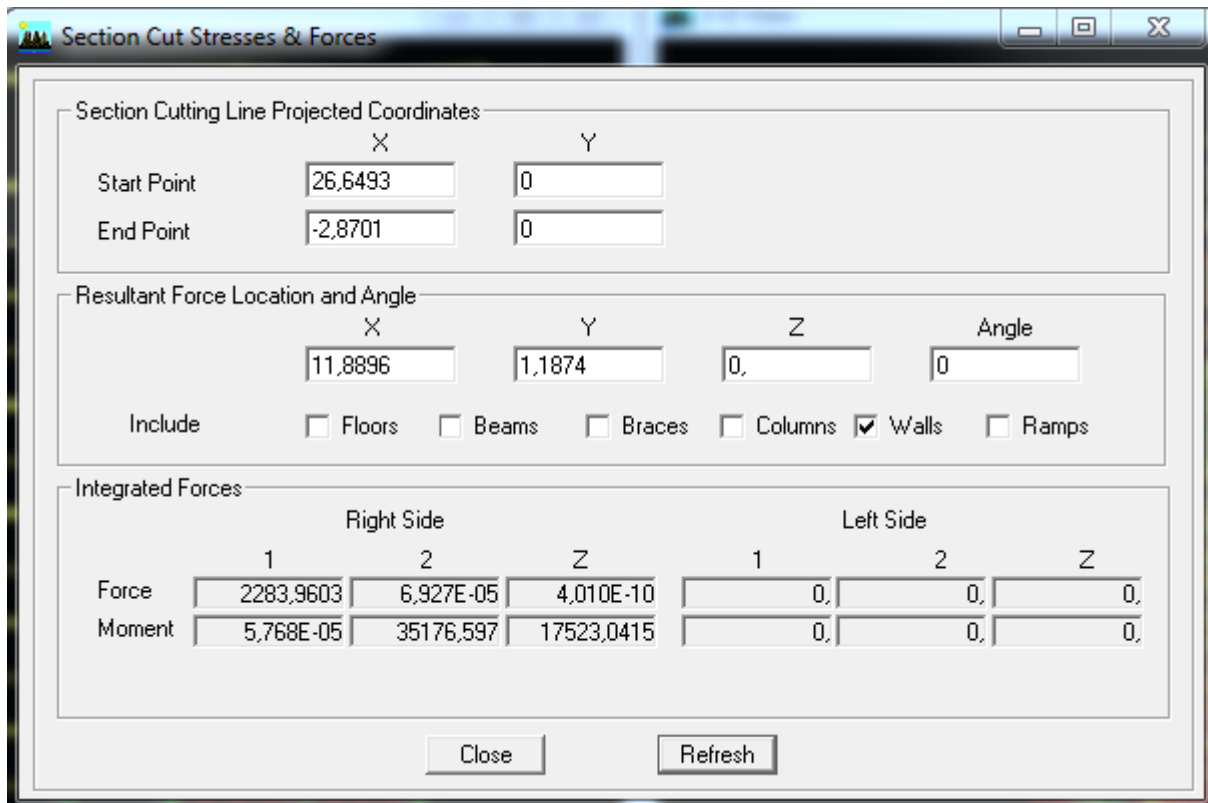 Section Cut Stresses & Forces
Section Cutting Line Projected Coordinates
X Y
Start Point 26,6493 0
End Point -2,8701 0
Resultant Force Location and Angle
X Y Z Angle
11,8896 1,1874 0, 0
Include Floors Beams Braces Columns Walls Ramps
Integrated Forces
Right Side Left Side
1 2 Z 1 2 Z
Force 2283,9603 6,927E-05 4,010E-10 0, 0, 0,
Moment 5,768E-05 35176,597 17523,0415 0, 0, 0,
Close Refresh